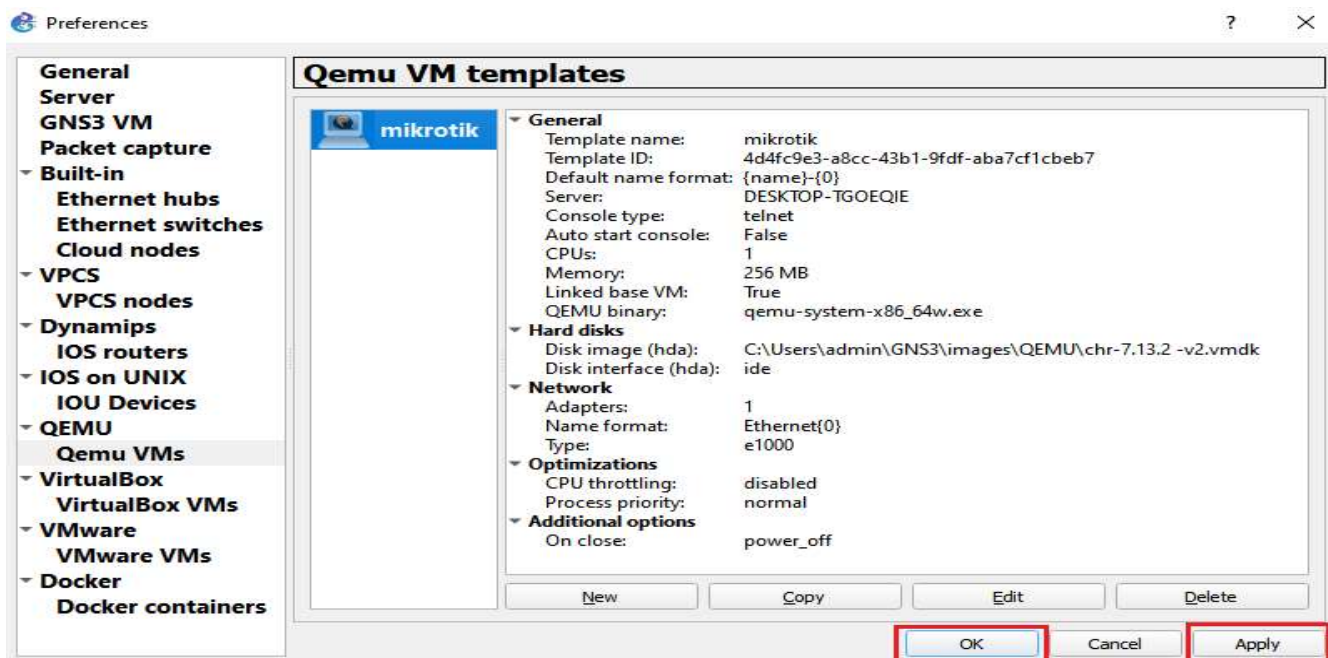 Preferences
?
General
Server
GNS3 VM
Packet capture
Built-in
Ethernet hubs
Ethernet switches
Cloud nodes
VPCS
VPCS nodes
Dynamips
IOS routers
IOS on UNIX
IOU Devices
QEMU
Qemu VMs
VirtualBox
VirtualBox VMs
VMware
VMware VMs
Docker
Docker containers
Qemu VM templates
mikrotik
General
Template name: mikrotik
Template ID: 4d4fc9e3-a8cc-43b1-9fdf-aba7cf1cbeb7
Default name format: {name}-{0}
Server: DESKTOP-TGOEQIE
Console type: telnet
Auto start console: False
CPUs: 1
Memory: 256 MB
Linked base VM: True
QEMU binary: qemu-system-x86_64w.exe
Hard disks
Disk image (hda): C:\Users\admin\GNS3\images\QEMU\chr-7.13.2 -v2.vmdk
Disk interface (hda): ide
Network
Adapters: 1
Name format: Ethernet{0}
Type: e1000
Optimizations
CPU throttling: disabled
Process priority: normal
Additional options
On close: power_off
New Copy Edit Delete
OK Cancel Apply